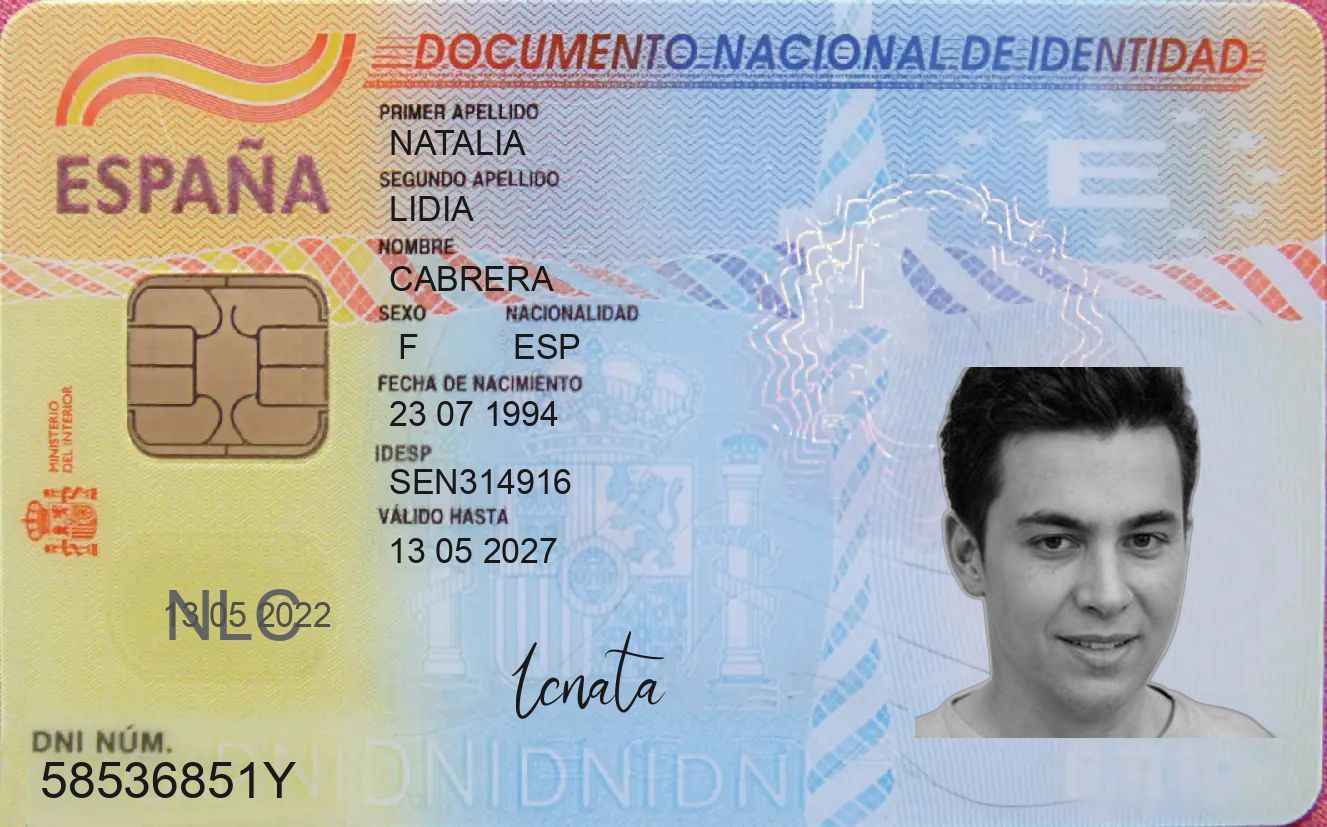 DOCUMENTO NACIONAL DE IDENTIDAD
ESPAÑA
E
PRIMER APELLIDO
NATALIA
SEGUNDO APELLIDO
LIDIA
NOMBRE
CABRERA
SEXO NACIONALIDAD
F ESP
FECHA DE NACIMIENTO
23 07 1994
IDESP
SEN314916
VÁLIDO HASTA
13 05 2027
MINISTERIO
DEL INTERIOR
NLC
13 05 2022
lcnata
DNI NÚM.
58536851Y
DNIDNIDNIDNI